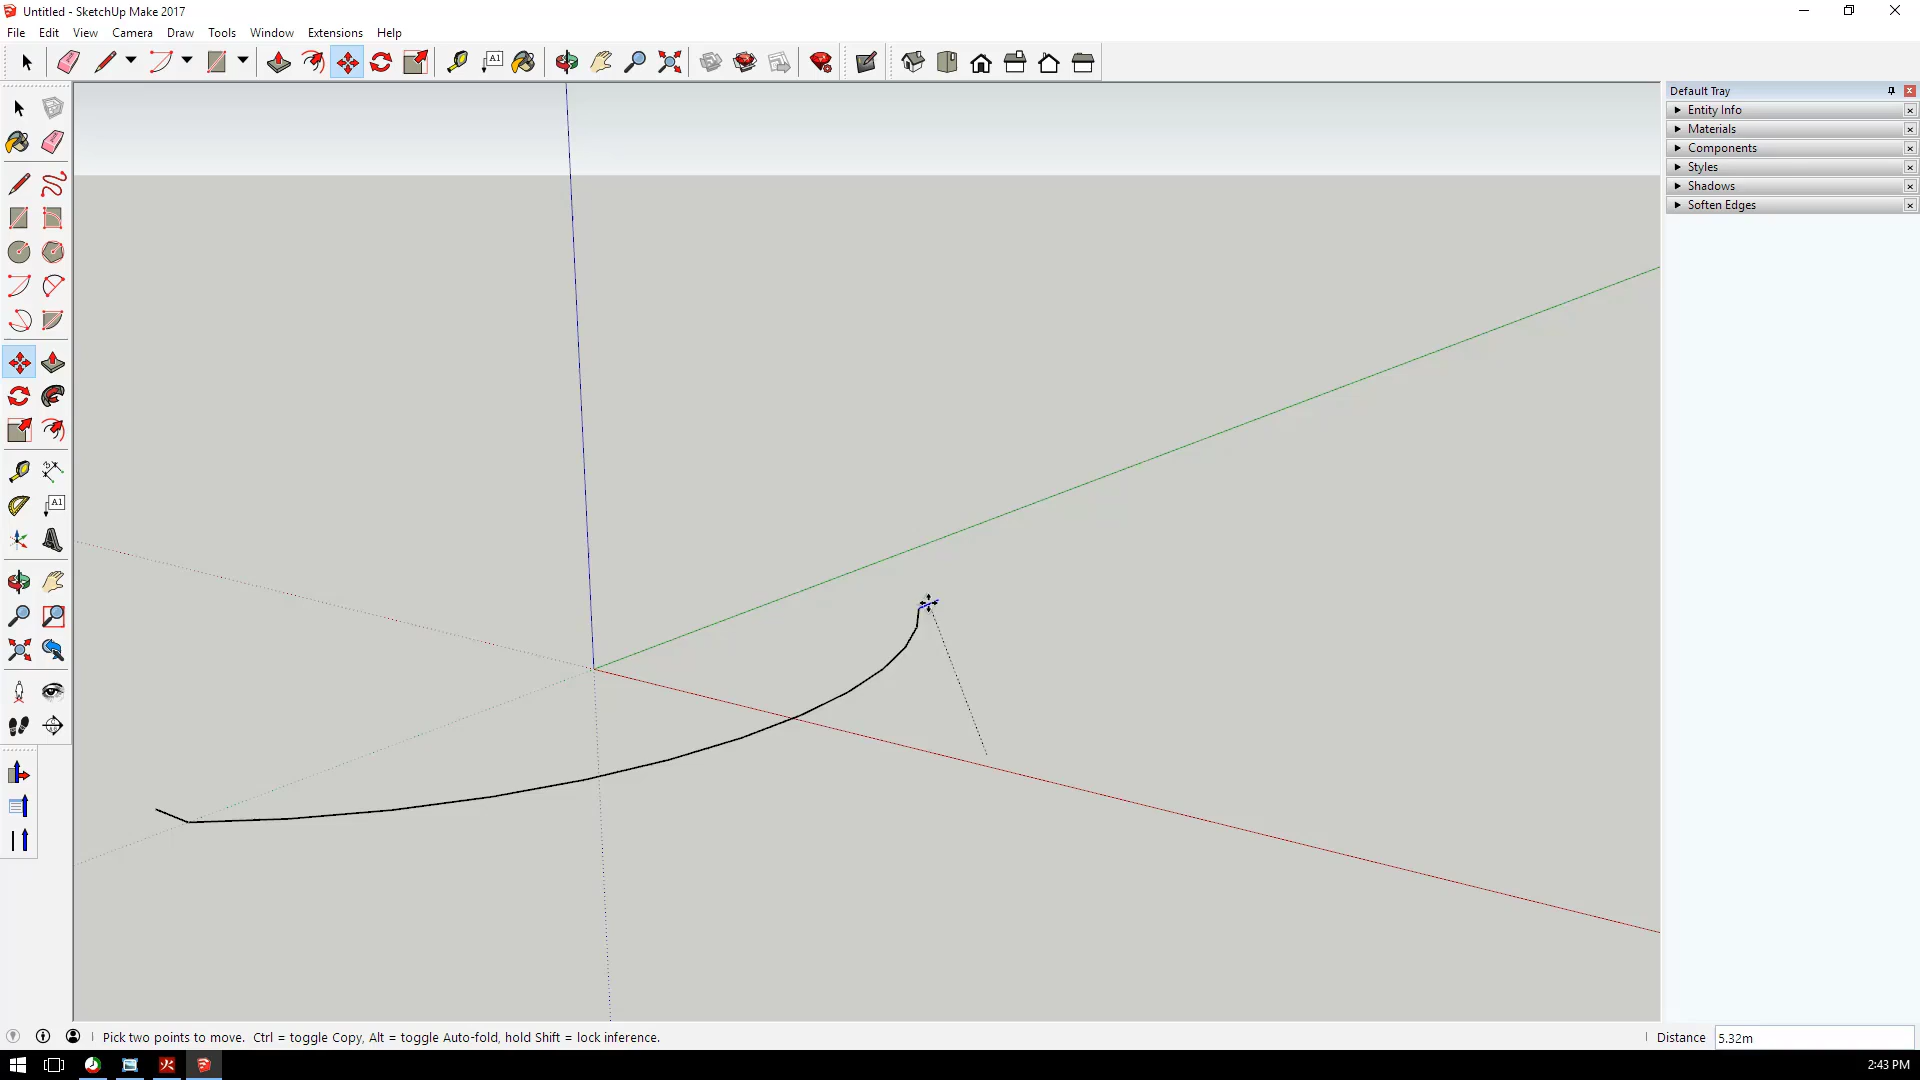 Untitled - SketchUp Make 2017
File Edit View Camera Draw Tools Window Extensions Help
A1
Default Tray
Entity Info
Materials
Components
Styles
Shadows
Soften Edges
A1
Pick two points to move. Ctrl = toggle Copy, Alt = toggle Auto-fold, hold Shift = lock inference.
Distance 5.32m
2:43 PM